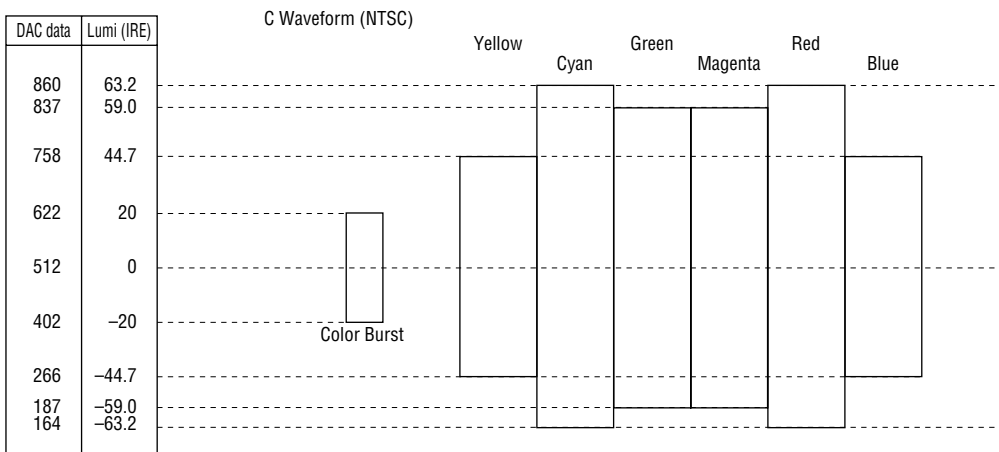 C Waveform (NTSC)
DAC data Lumi (IRE)
Yellow Green Red
Cyan Magenta Blue
860 63.2
837 59.0
758 44.7
622 20
512 0
402 –20
Color Burst
266 –44.7
187 –59.0
164 –63.2